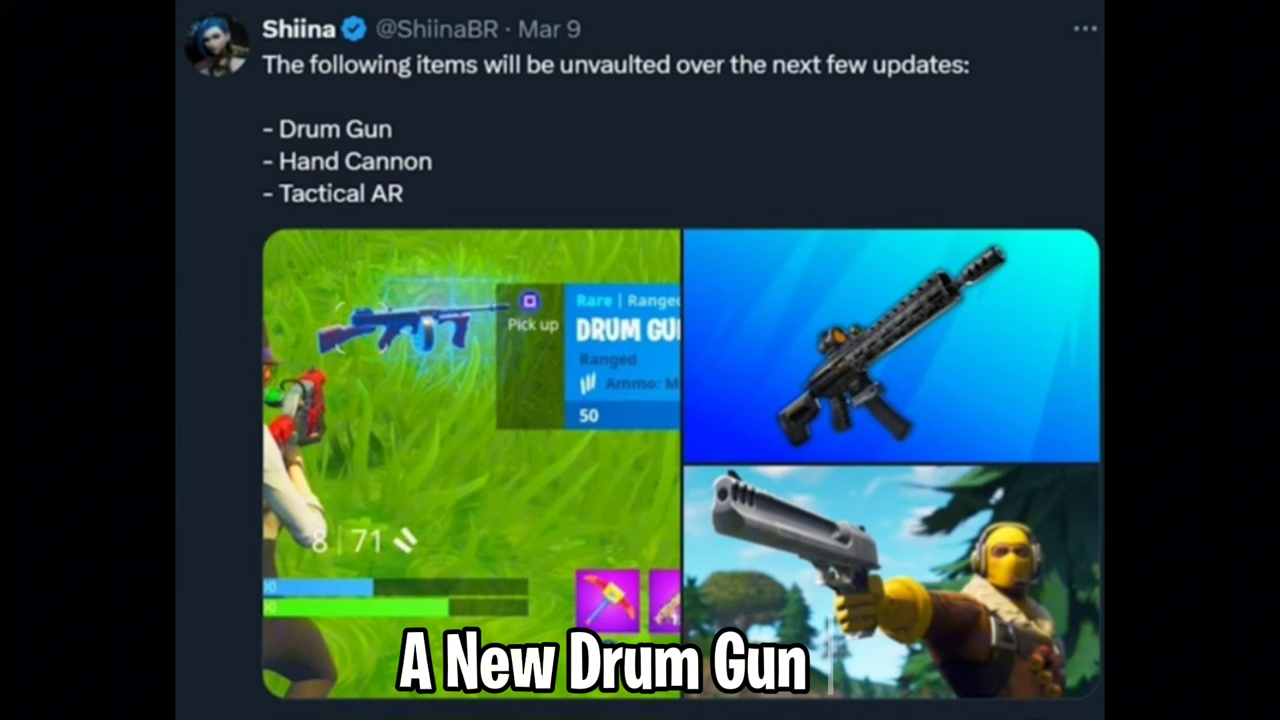 Shiina @ShiinaBR · Mar 9
The following items will be unvaulted over the next few updates:
- Drum Gun
- Hand Cannon
- Tactical AR
Rare | Ranged
Pick up
DRUM GU
Ranged
Ammo: M
50
8 | 71
A New Drum Gun